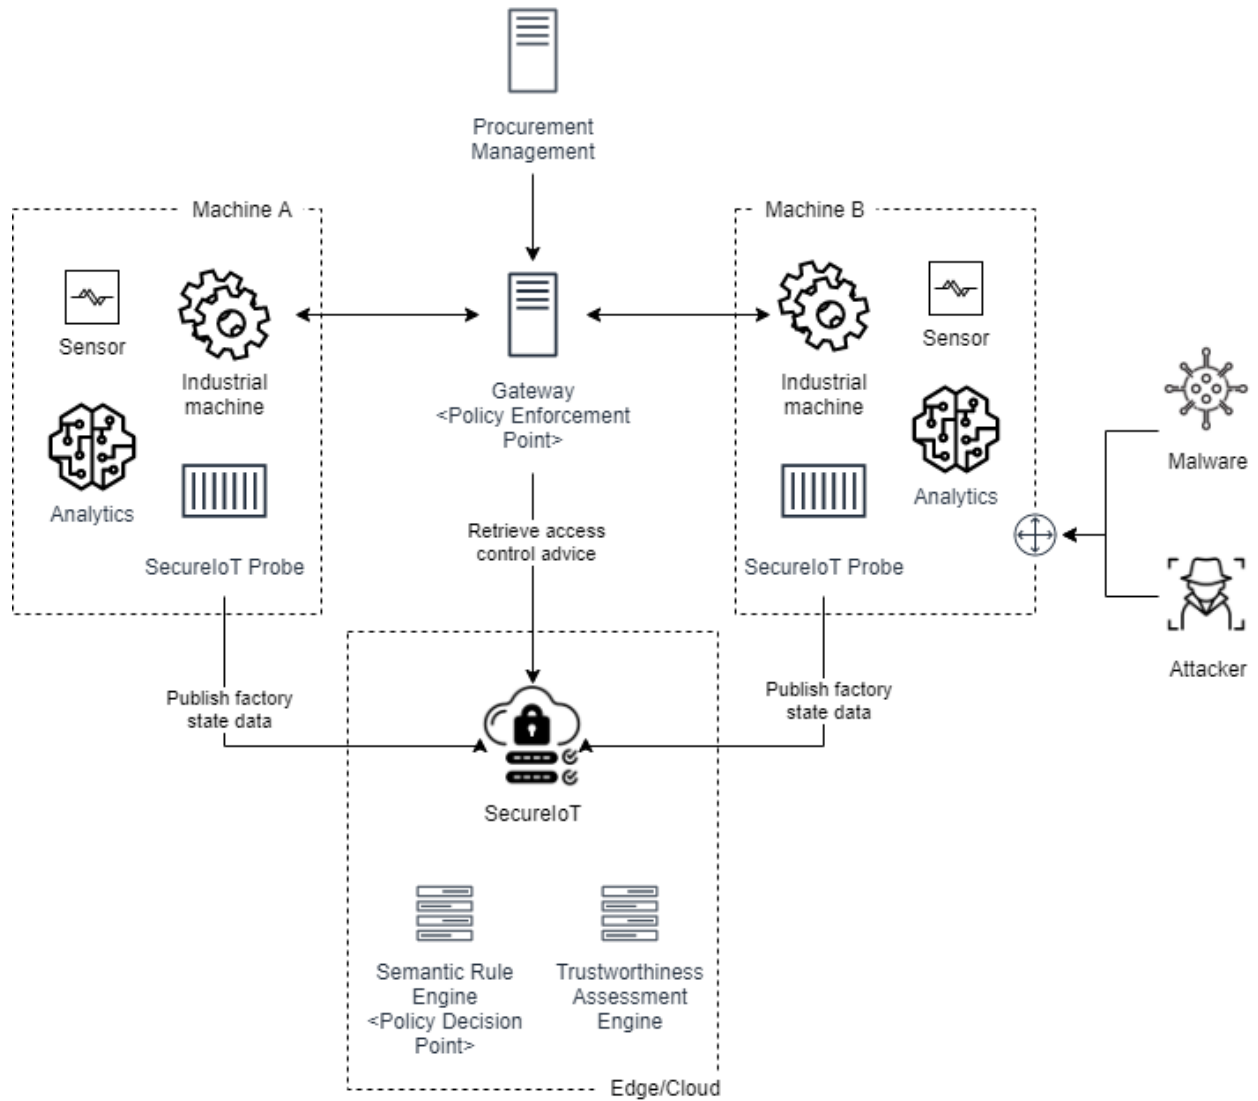 Procurement
Management
Machine A
Machine B
Sensor
Industrial
machine
Analytics
SecureIoT Probe
Gateway
<Policy Enforcement
Point>
Industrial
machine
Sensor
Analytics
SecureIoT Probe
Malware
Attacker
Retrieve access
control advice
Publish factory
state data
Publish factory
state data
SecureIoT
Semantic Rule
Engine
<Policy Decision
Point>
Trustworthiness
Assessment
Engine
Edge/Cloud